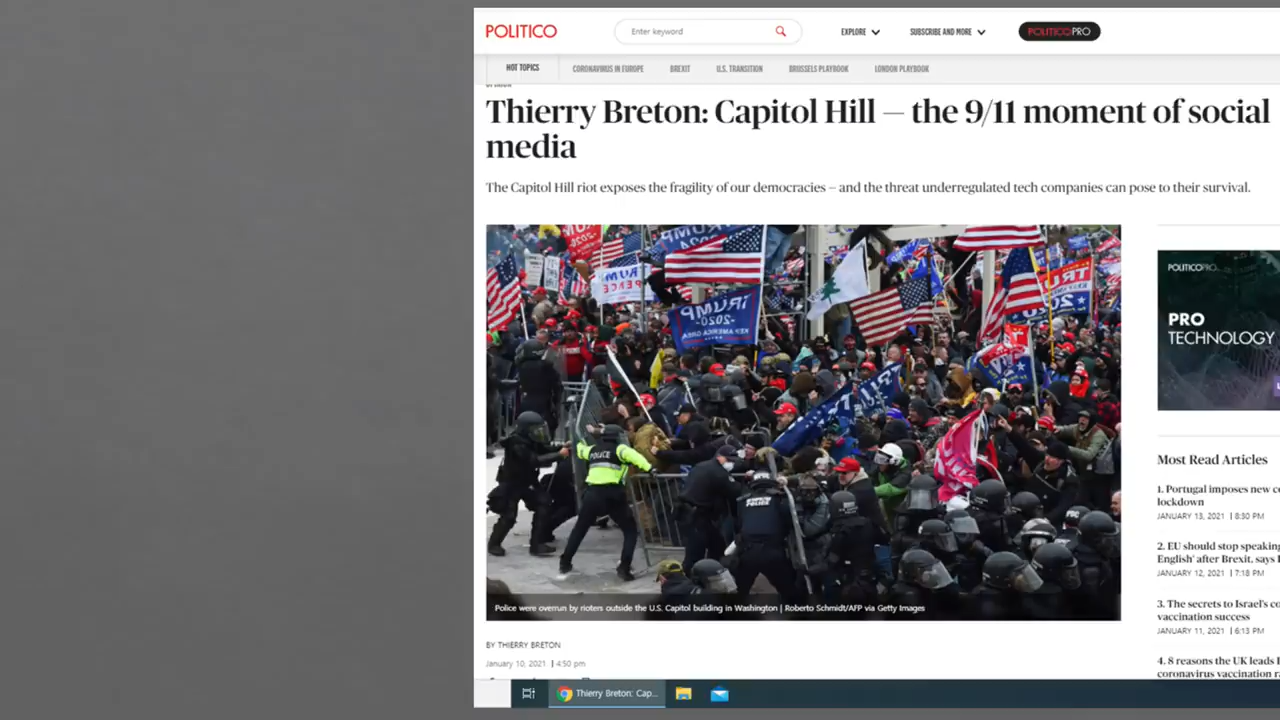 POLITICO
Enter keyword
EXPLORE
SUBSCRIBE AND MORE
POLITICOPRO
HOT TOPICS
CORONAVIRUS IN EUROPE
BREXIT
U.S. TRANSITION
BRUSSELS PLAYBOOK
LONDON PLAYBOOK
Thierry Breton: Capitol Hill — the 9/11 moment of social
media
The Capitol Hill riot exposes the fragility of our democracies – and the threat underregulated tech companies can pose to their survival.
TRUMP
2020
POLICE
Police were overrun by rioters outside the U.S. Capitol building in Washington | Roberto Schmidt/AFP via Getty Images
BY THIERRY BRETON
January 10, 2021 | 4:50 pm
POLITICOPRO
PRO
TECHNOLOGY
Most Read Articles
1. Portugal imposes new
lockdown
JANUARY 13, 2021 | 8:30 PM
2. EU should stop speaking
English' after Brexit, says
JANUARY 12, 2021 | 7:18 PM
3. The secrets to Israel's
vaccination success
JANUARY 11, 2021 | 6:13 PM
4. 8 reasons the UK leads
coronavirus vaccination
Thierry Breton: Cap...